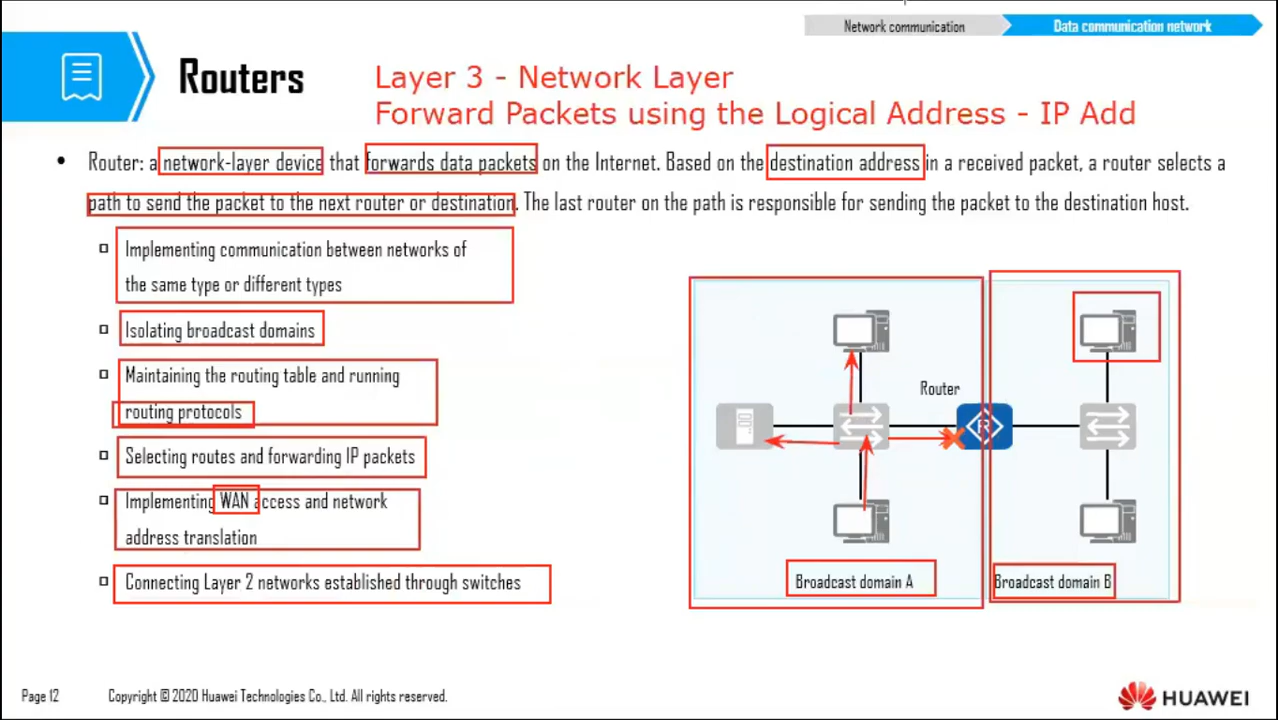 Network communication
Data communication network
Routers
Layer 3 - Network Layer
Forward Packets using the Logical Address - IP Add
• Router: a network-layer device that forwards data packets on the Internet. Based on the destination address in a received packet, a router selects a
path to send the packet to the next router or destination. The last router on the path is responsible for sending the packet to the destination host.
Implementing communication between networks of
the same type or different types
Isolating broadcast domains
Maintaining the routing table and running
routing protocols
Selecting routes and forwarding IP packets
Implementing WAN access and network
address translation
Connecting Layer 2 networks established through switches
Router
R
Broadcast domain A
Broadcast domain B
Page 12
Copyright © 2020 Huawei Technologies Co., Ltd. All rights reserved.
HUAWEI